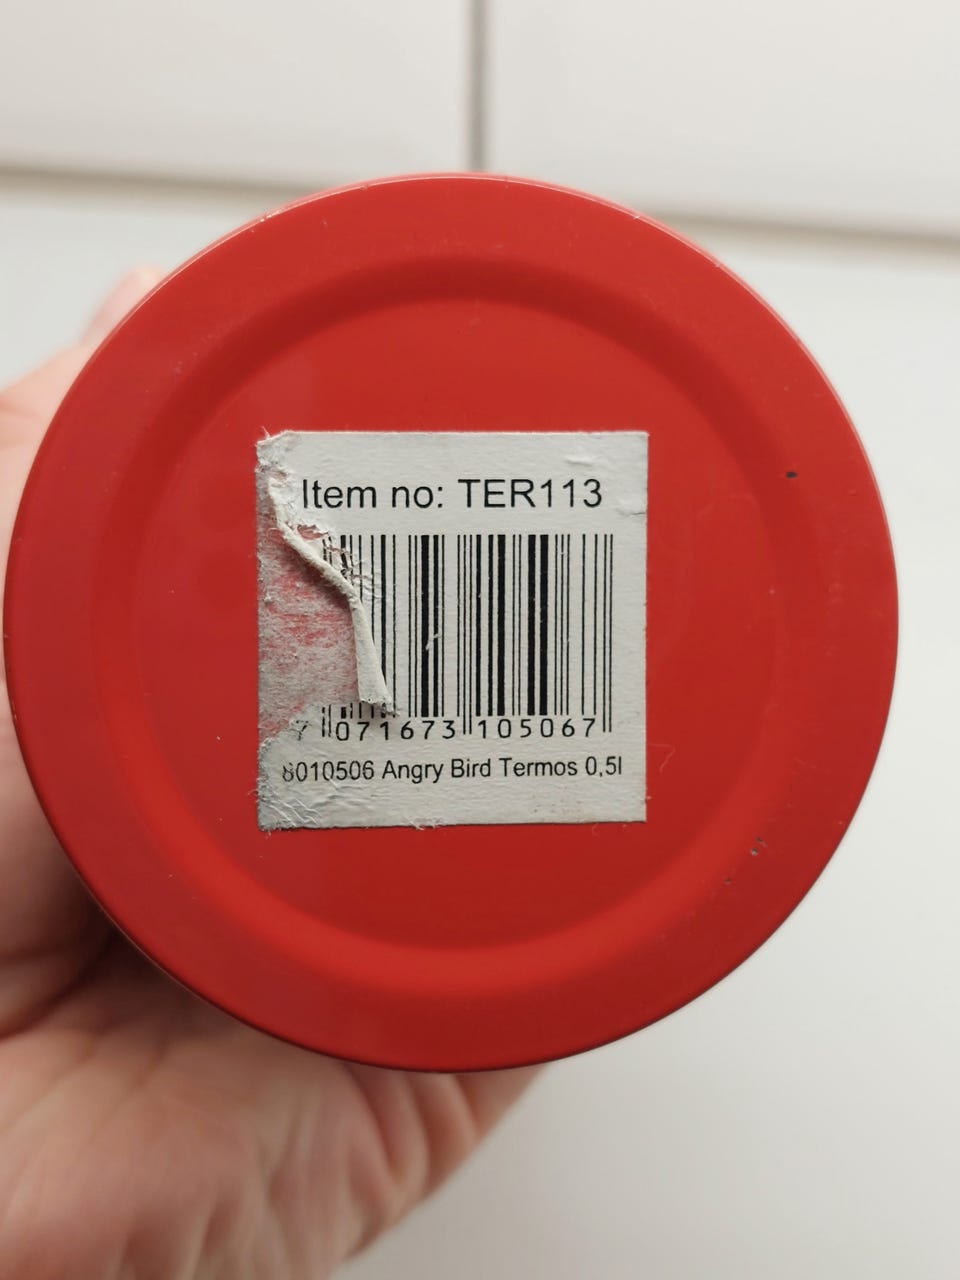 Item no: TER113
7 071673 105067
8010506 Angry Bird Termos 0,5l